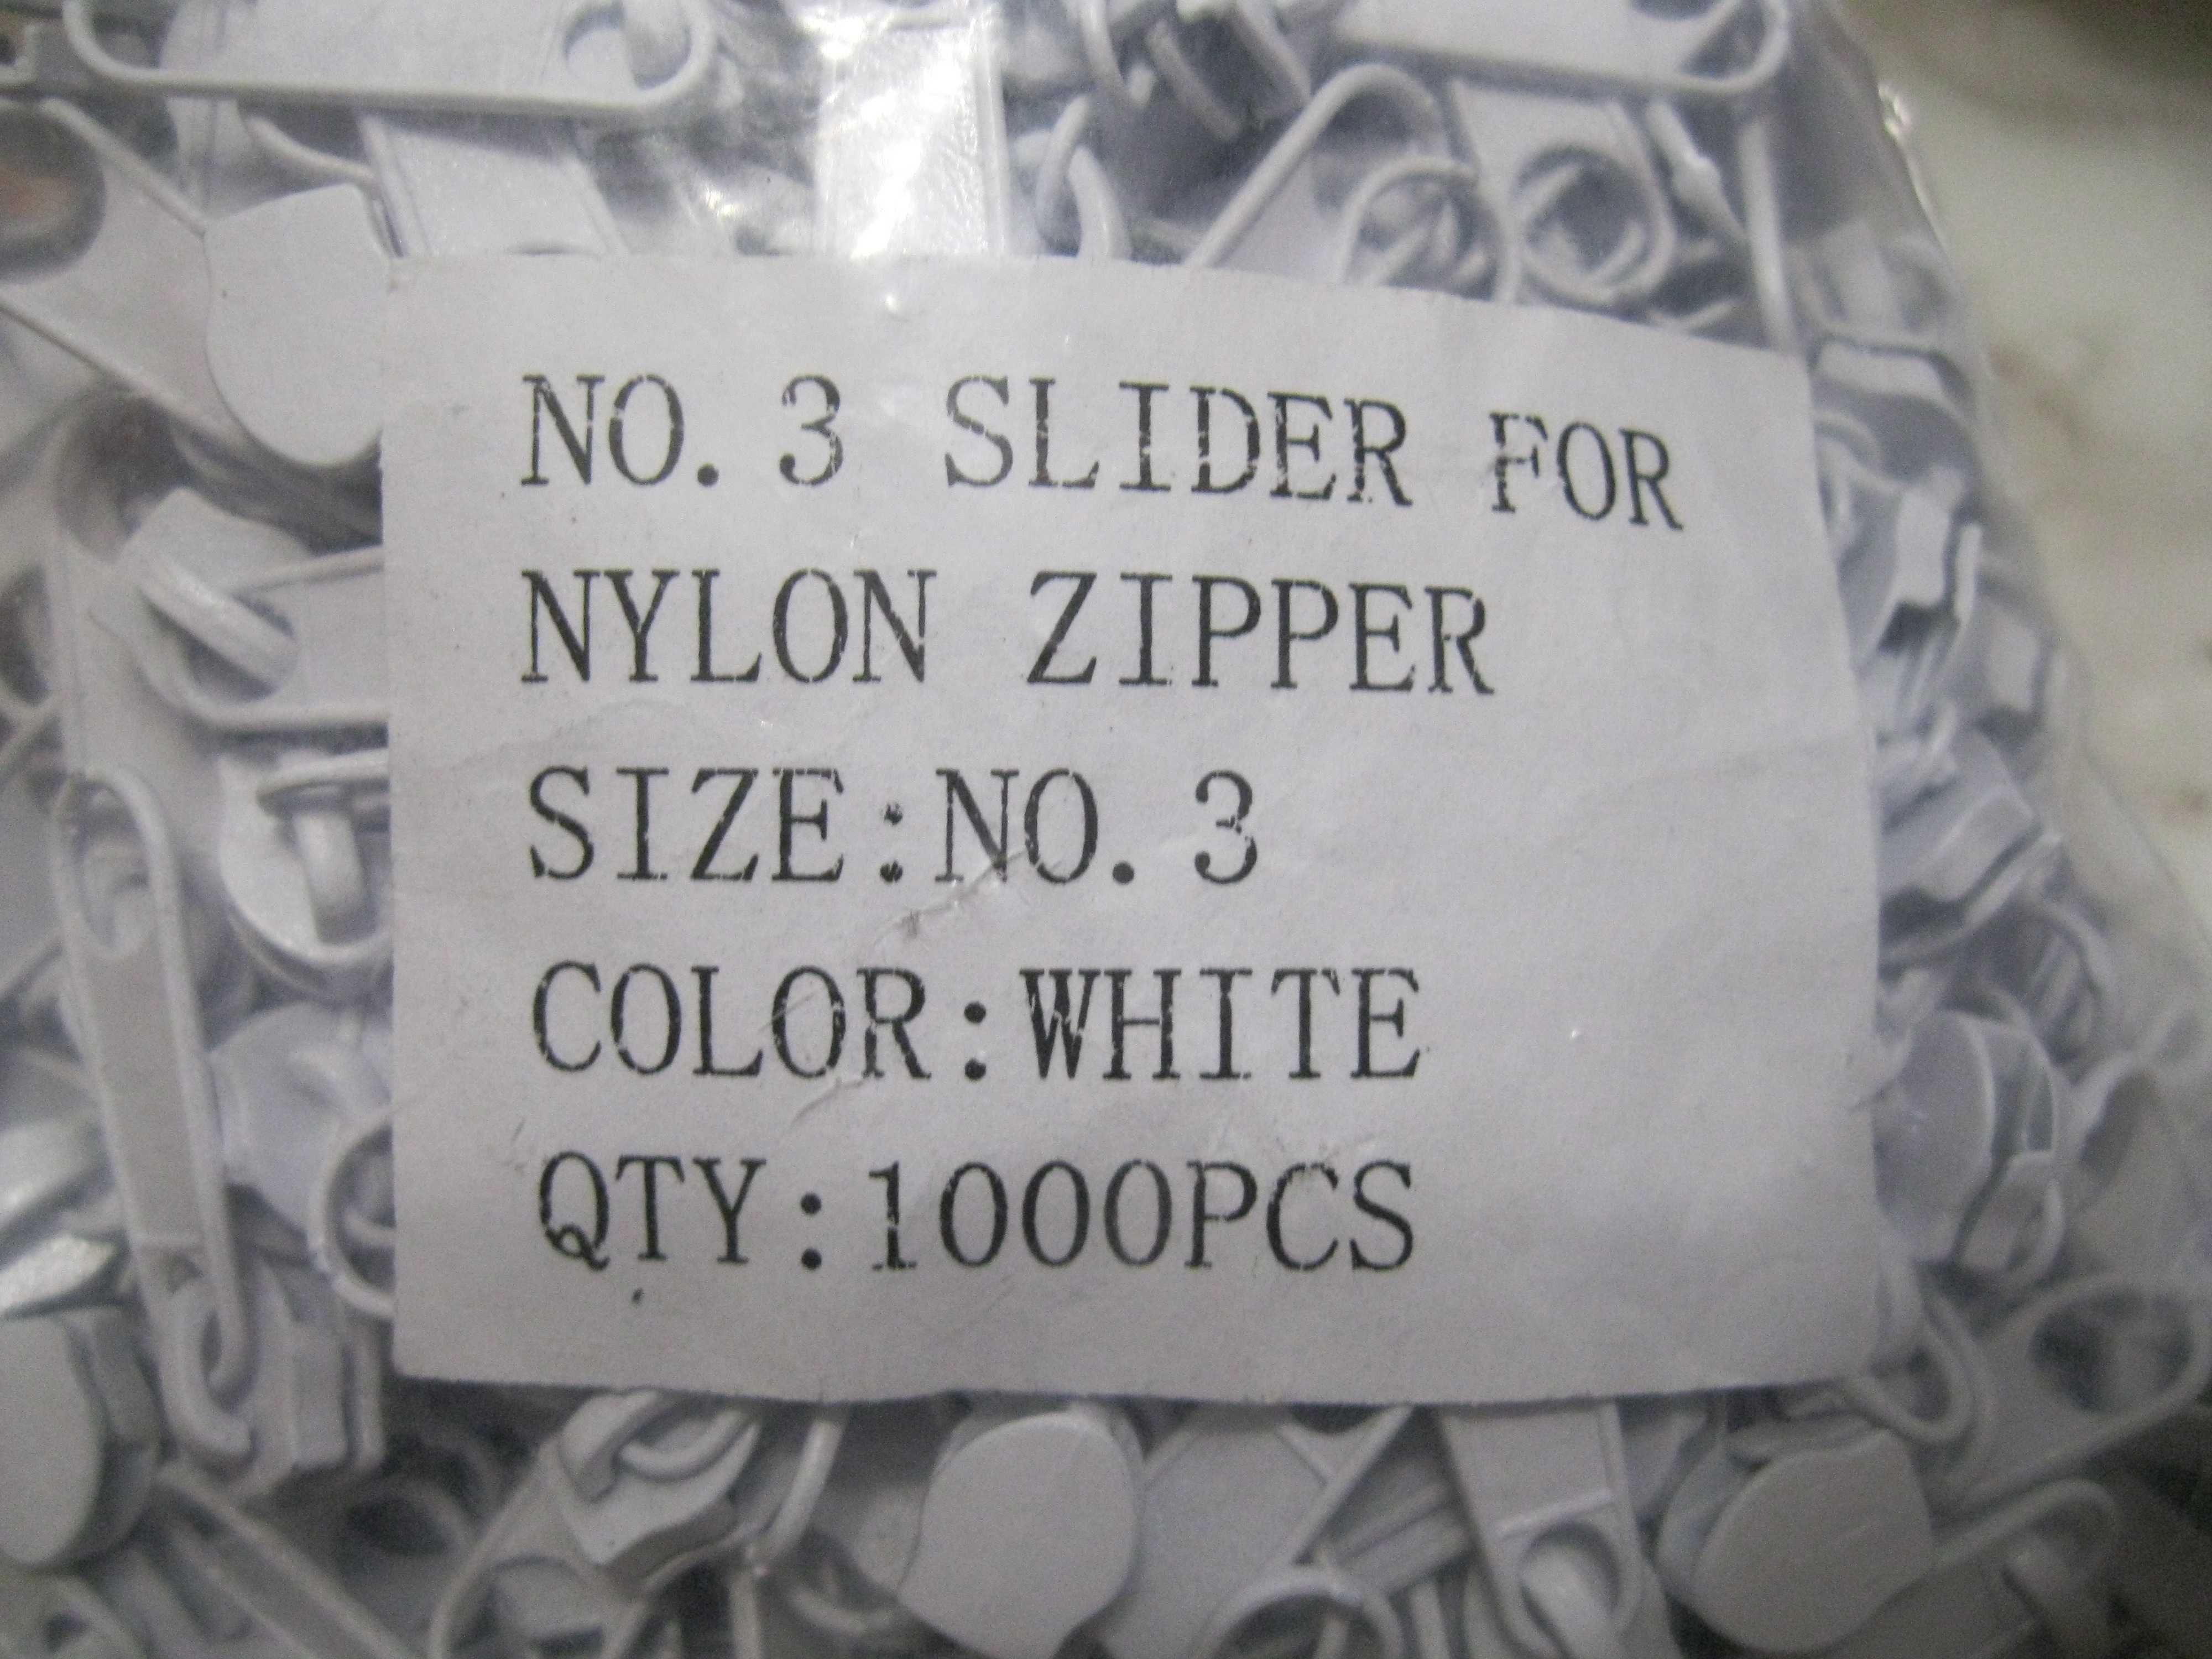 NO. 3 SLIDER FOR
NYLON ZIPPER
SIZE:NO. 3
COLOR:WHITE
QTY:1000PCS